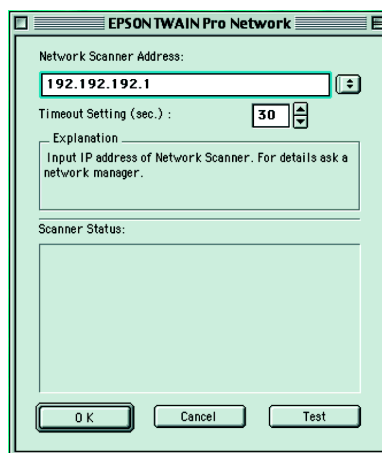 EPSON TWAIN Pro Network
Network Scanner Address:
192.192.192.1
Timeout Setting (sec.) : 30
Explanation
Input IP address of Network Scanner. For details ask a
network manager.
Scanner Status:
OK Cancel Test